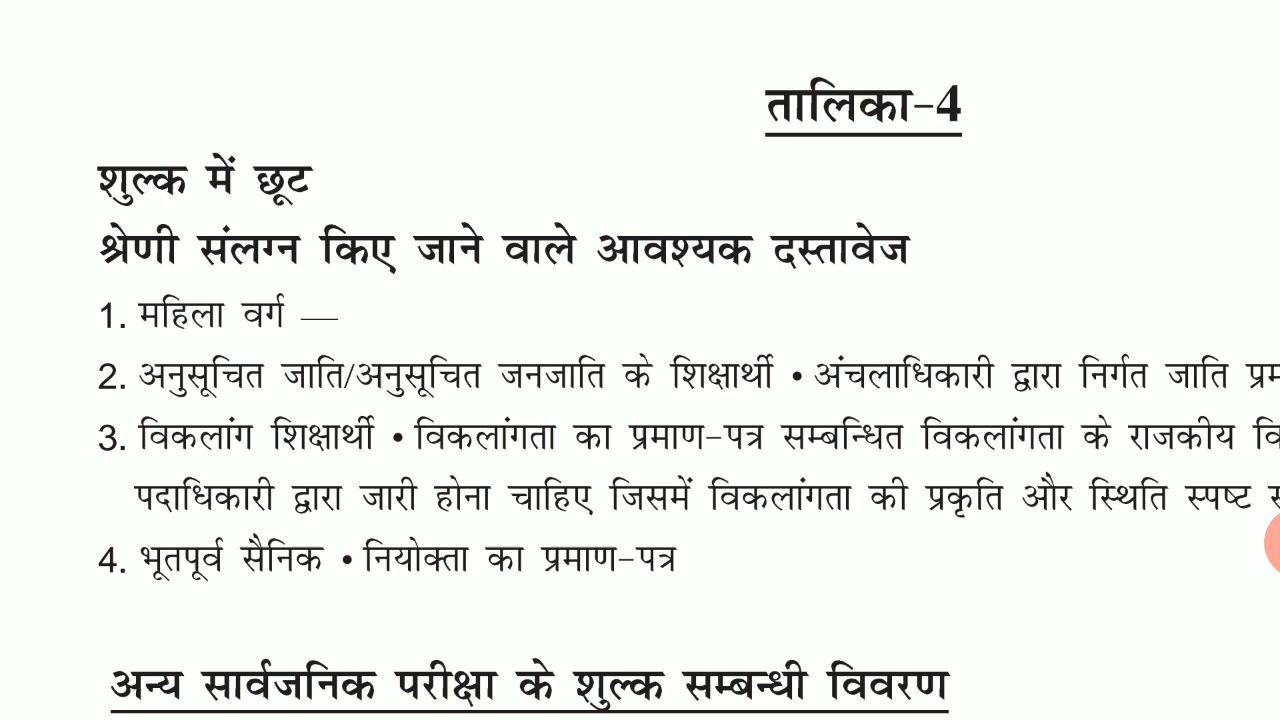 तालिका-4
शुल्क में छूट
श्रेणी संलग्न किए जाने वाले आवश्यक दस्तावेज
1. महिला वर्ग —
2. अनुसूचित जाति/अनुसूचित जनजाति के शिक्षार्थी • अंचलाधिकारी द्वारा निर्गत जाति
3. विकलांग शिक्षार्थी • विकलांगता का प्रमाण-पत्र सम्बन्धित विकलांगता के राजकीय
पदाधिकारी द्वारा जारी होना चाहिए जिसमें विकलांगता की प्रकृति और स्थिति स्पष्ट
4. भूतपूर्व सैनिक • नियोक्ता का प्रमाण-पत्र
अन्य सार्वजनिक परीक्षा के शुल्क सम्बन्धी विवरण